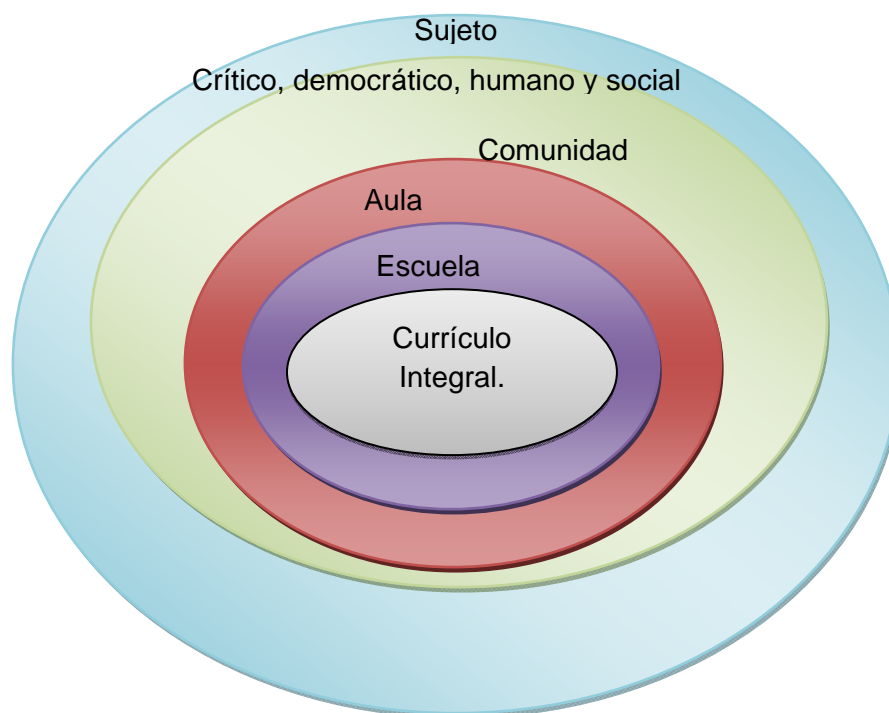 Sujeto
Crítico, democrático, humano y social
Comunidad
Aula
Escuela
Currículo
Integral.